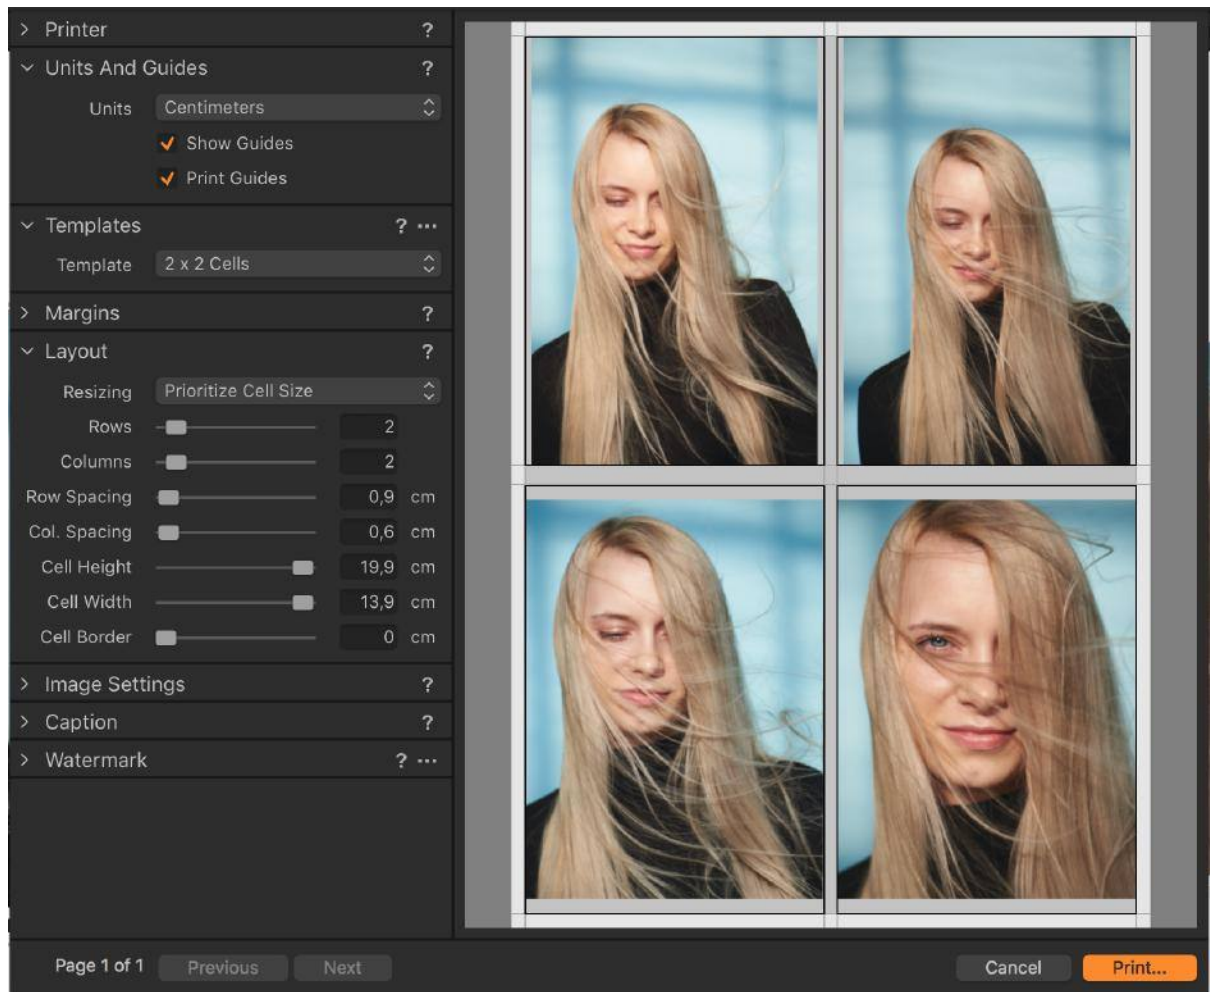 Printer ?
Units And Guides ?
Units Centimeters
Show Guides
Print Guides
Templates ? ...
Template 2 x 2 Cells
Margins ?
Layout ?
Resizing Prioritize Cell Size
Rows 2
Columns 2
Row Spacing 0,9 cm
Col. Spacing 0,6 cm
Cell Height 19,9 cm
Cell Width 13,9 cm
Cell Border 0 cm
Image Settings ?
Caption ?
Watermark ? ...
Page 1 of 1 Previous Next Cancel Print...